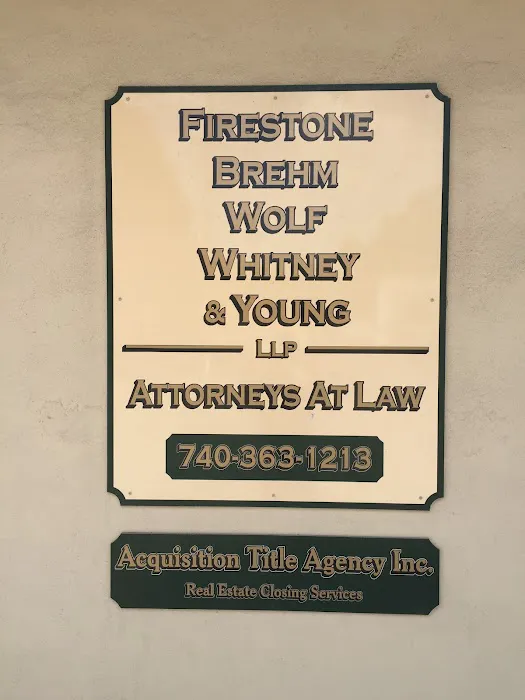 FIRESTONE
BREHM
WOLF
WHITNEY
& YOUNG
LLP
ATTORNEYS AT LAW
740-363-1213
Acquisition Title Agency Inc.
Real Estate Closing Services